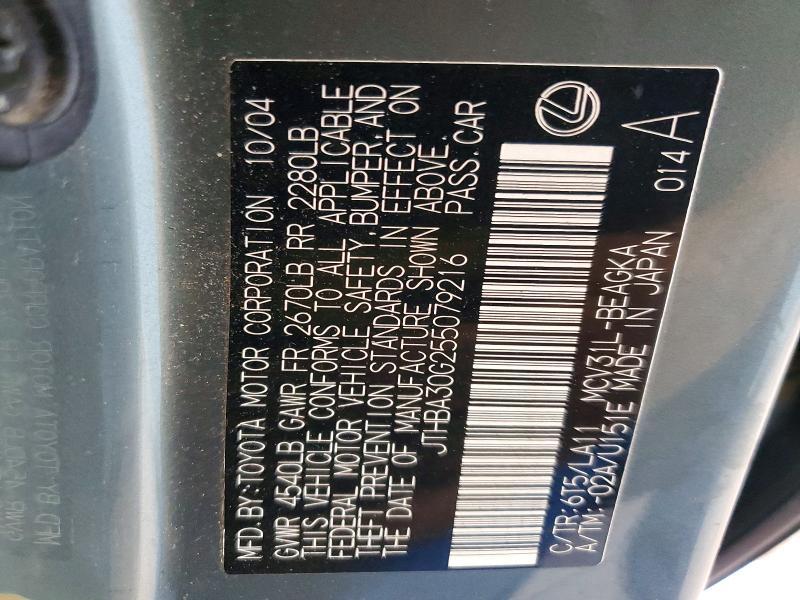 MFD.BY:TOYOTA MOTOR CORPORATION 10/04
GVWR 4540LB GAWR FR 2670LB RR 2280LB
THIS VEHICLE CONFORMS TO ALL APPLICABLE
FEDERAL MOTOR VEHICLE SAFETY,BUMPER,AND
THEFT PREVENTION STANDARDS IN EFFECT ON
THE DATE OF MANUFACTURE SHOWN ABOVE.
JTHBA30G255079216 PASS.CAR
C/TR:6T5/LA11 MCV31L-BEAGKA
A/TM:-02A/U151E MADE IN JAPAN
014 A